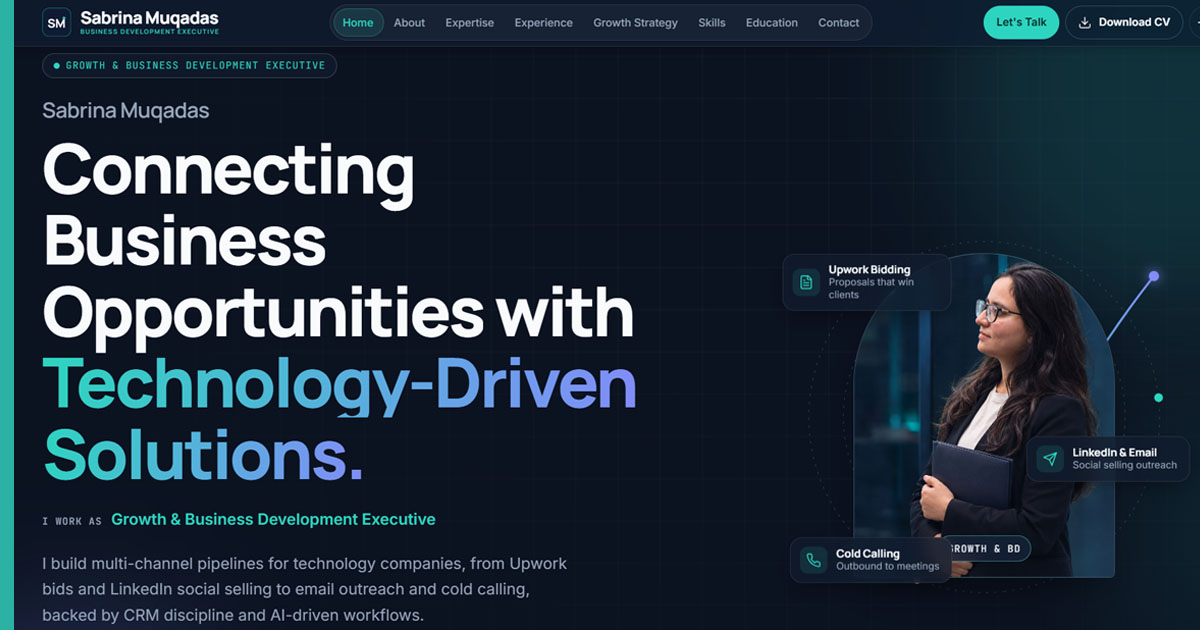 SM
Sabrina Muqadas
BUSINESS DEVELOPMENT EXECUTIVE
Home
About
Expertise
Experience
Growth Strategy
Skills
Education
Contact
Let's Talk
Download CV
GROWTH & BUSINESS DEVELOPMENT EXECUTIVE
Sabrina Muqadas
Connecting
Business
Opportunities with
Technology-Driven
Solutions.
I WORK AS Growth & Business Development Executive
I build multi-channel pipelines for technology companies, from Upwork
bids and LinkedIn social selling to email outreach and cold calling,
backed by CRM discipline and AI-driven workflows.
Upwork Bidding
Proposals that win
clients
LinkedIn & Email
Social selling outreach
Cold Calling
Outbound to meetings
GROWTH & BD